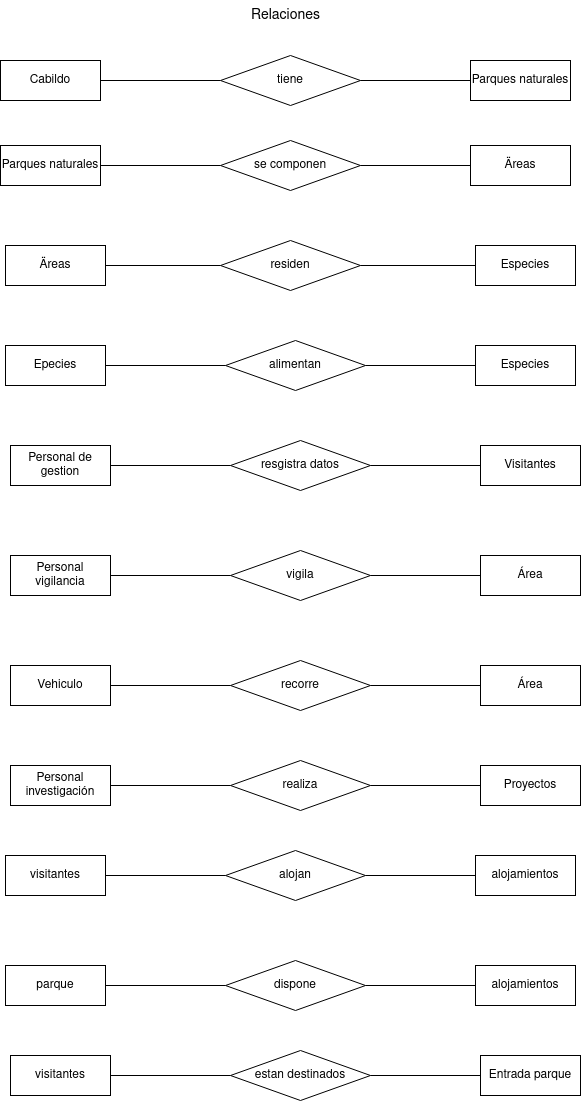 Relaciones
Cabildo
tiene
Parques naturales
Parques naturales
se componen
Äreas
Äreas
residen
Especies
Epecies
alimentan
Especies
Personal de
gestion
resgistra datos
Visitantes
Personal
vigilancia
vigila
Área
Vehiculo
recorre
Área
Personal
investigación
realiza
Proyectos
visitantes
alojan
alojamientos
parque
dispone
alojamientos
visitantes
estan destinados
Entrada parque